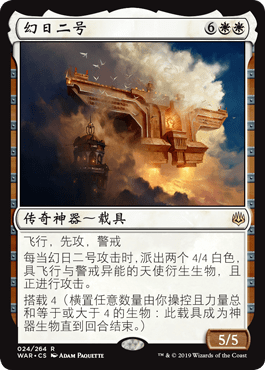 幻日二号 6
传奇神器～载具
飞行，先攻，警戒
每当幻日二号攻击时，派出两个 4/4 白色，
具飞行与警戒异能的天使衍生生物，且
正进行攻击。
搭载 4（横置任意数量由你操控且力量总
和等于或大于 4 的生物：此载具成为神
器生物直到回合结束。）
5/5
024/264 R
WAR • CS ADAM PAQUETTE
™ & © 2019 Wizards of the Coast